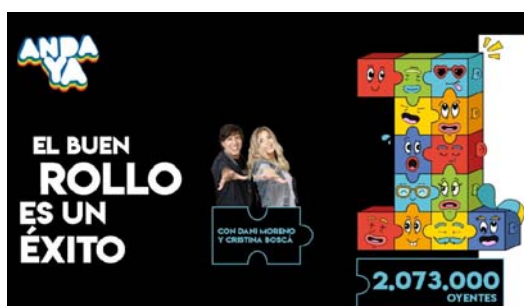 ANDA
YA
EL BUEN
ROLLO
ES UN
ÉXITO
CON DANI MORENO
Y CRISTINA BOSCÁ
2.073.000
OYENTES